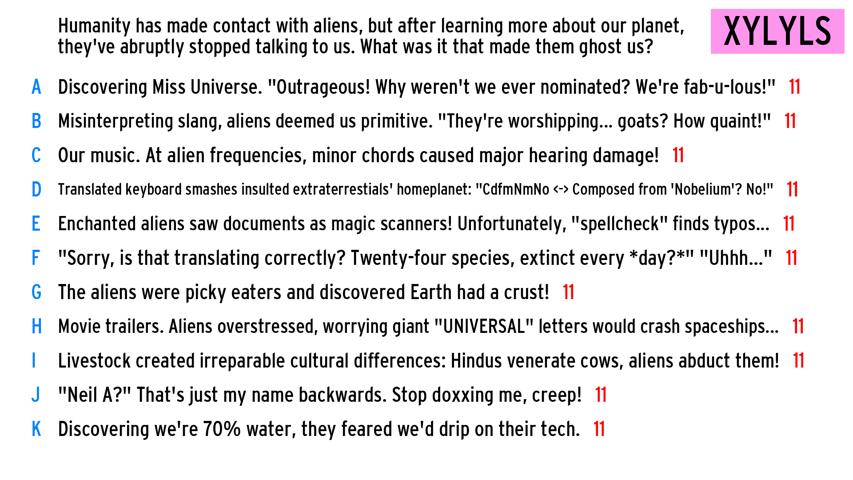 Humanity has made contact with aliens, but after learning more about our planet,
they've abruptly stopped talking to us. What was it that made them ghost us?
XYLYLS
A Discovering Miss Universe. "Outrageous! Why weren't we ever nominated? We're fab-u-lous!" 11
B Misinterpreting slang, aliens deemed us primitive. "They're worshipping... goats? How quaint!" 11
C Our music. At alien frequencies, minor chords caused major hearing damage! 11
D Translated keyboard smashes insulted extraterrestials' homeplanet: "CdfmNmNo <-> Composed from 'Nobelium'? No!" 11
E Enchanted aliens saw documents as magic scanners! Unfortunately, "spellcheck" finds typos... 11
F "Sorry, is that translating correctly? Twenty-four species, extinct every *day?*" "Uhhh..." 11
G The aliens were picky eaters and discovered Earth had a crust! 11
H Movie trailers. Aliens overstressed, worrying giant "UNIVERSAL" letters would crash spaceships... 11
I Livestock created irreparable cultural differences: Hindus venerate cows, aliens abduct them! 11
J "Neil A?" That's just my name backwards. Stop doxxing me, creep! 11
K Discovering we're 70% water, they feared we'd drip on their tech. 11